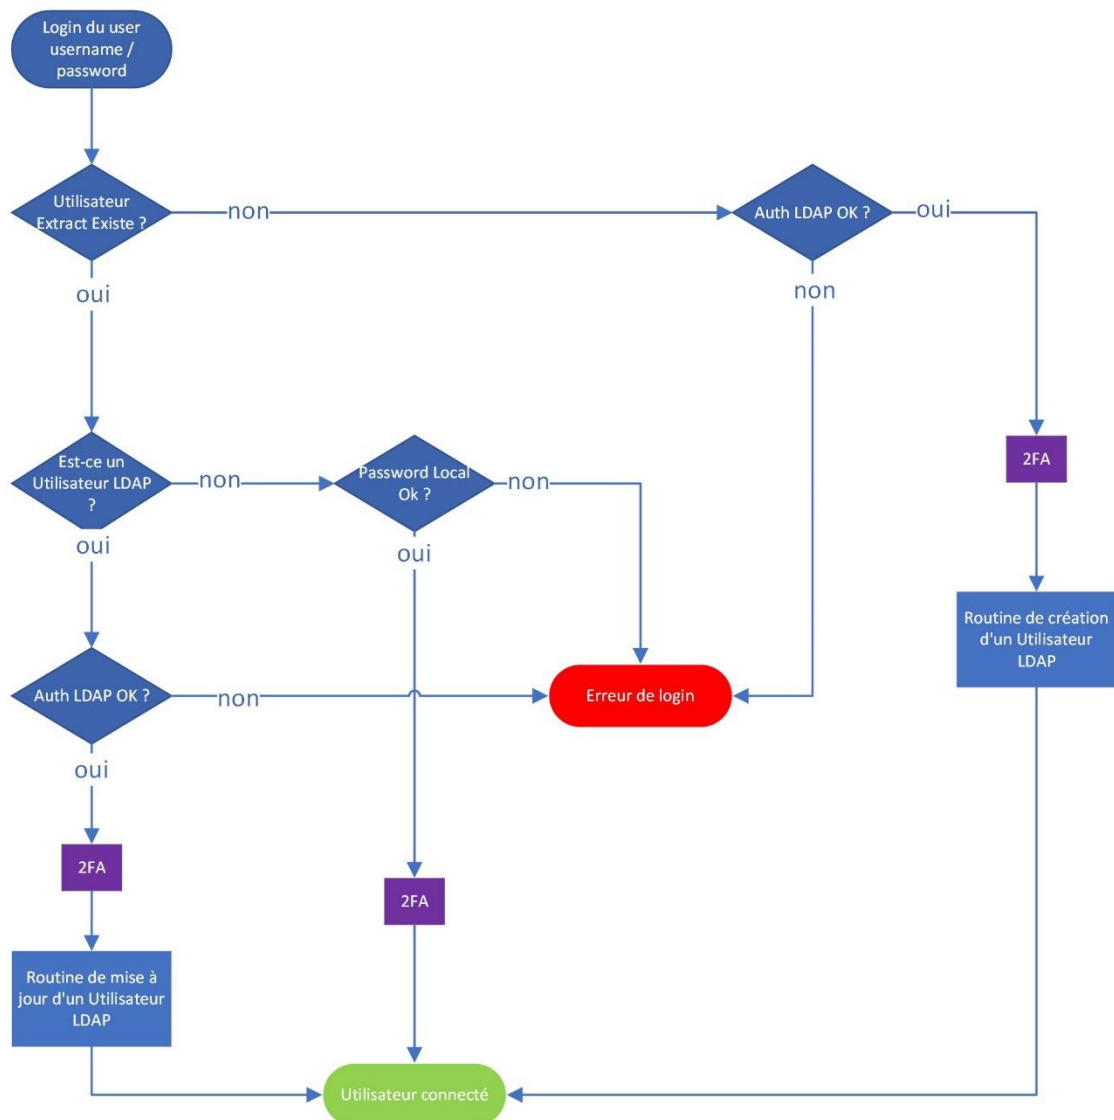 Login du user
username /
password
Utilisateur
Extract Existe ?
non
Auth LDAP OK ?
oui
oui
non
Est-ce un
Utilisateur LDAP
?
non
Password Local
Ok ?
non
2FA
oui
oui
Routine de création
d'un Utilisateur
LDAP
Auth LDAP OK ?
non
Erreur de login
oui
2FA
2FA
Routine de mise à
jour d'un Utilisateur
LDAP
Utilisateur connecté